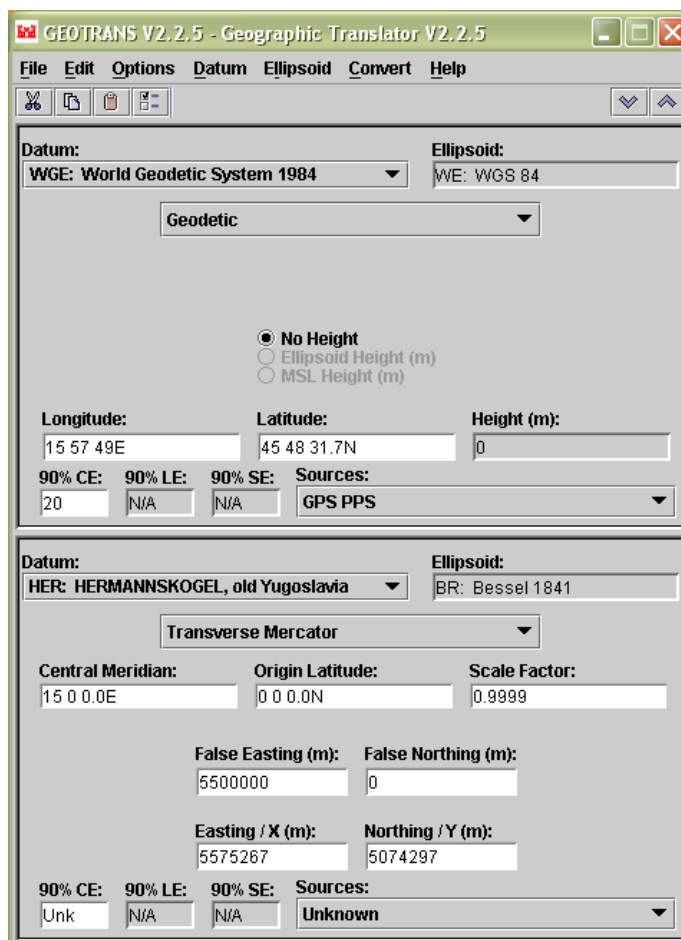 GEOTRANS V2.2.5 - Geographic Translator V2.2.5
File Edit Options Datum Ellipsoid Convert Help
Datum: Ellipsoid:
WGE: World Geodetic System 1984 WE: WGS 84
Geodetic
No Height
Ellipsoid Height (m)
MSL Height (m)
Longitude: Latitude: Height (m):
15 57 49E 45 48 31.7N 0
90% CE: 90% LE: 90% SE: Sources:
20 N/A N/A GPS PPS
Datum: Ellipsoid:
HER: HERMANNSKOGEL, old Yugoslavia BR: Bessel 1841
Transverse Mercator
Central Meridian: Origin Latitude: Scale Factor:
15 0 0.0E 0 0 0.0N 0.9999
False Easting (m): False Northing (m):
5500000 0
Easting / X (m): Northing / Y (m):
5575267 5074297
90% CE: 90% LE: 90% SE: Sources:
Unk N/A N/A Unknown